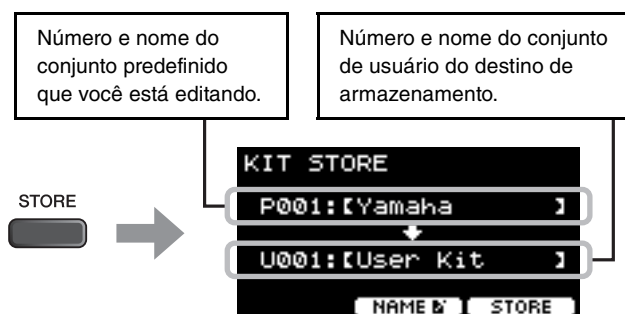 Número e nome do
conjunto predefinido
que você está editando.
Número e nome do conjunto
de usuário do destino de
armazenamento.
STORE
KIT STORE
P001:[Yamaha ]
U001:[User Kit ]
NAME STORE